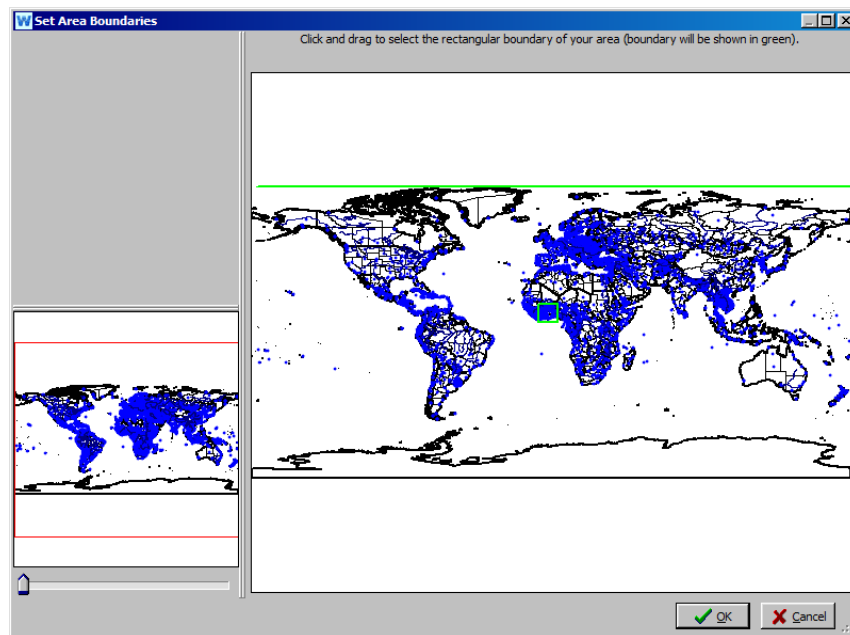 Set Area Boundaries
Click and drag to select the rectangular boundary of your area (boundary will be shown in green).
OK
Cancel